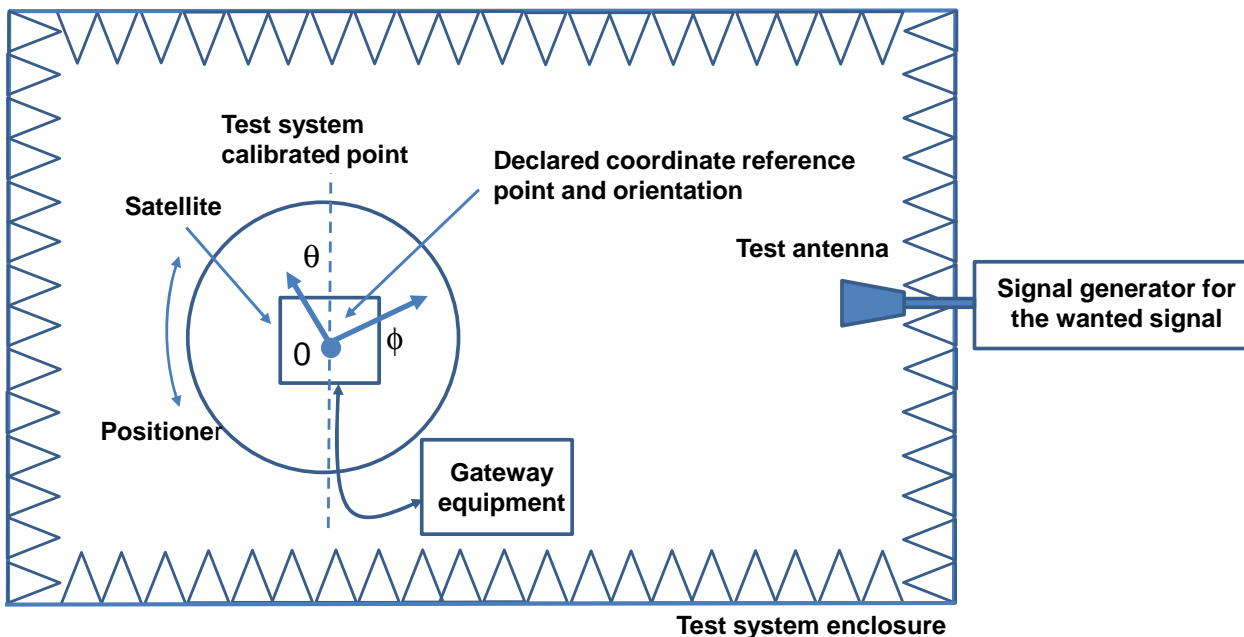 Test system
calibrated point
Declared coordinate reference
point and orientation
Satellite
Test antenna
θ
Signal generator for
the wanted signal
0
ϕ
Positioner
Gateway
equipment
Test system enclosure